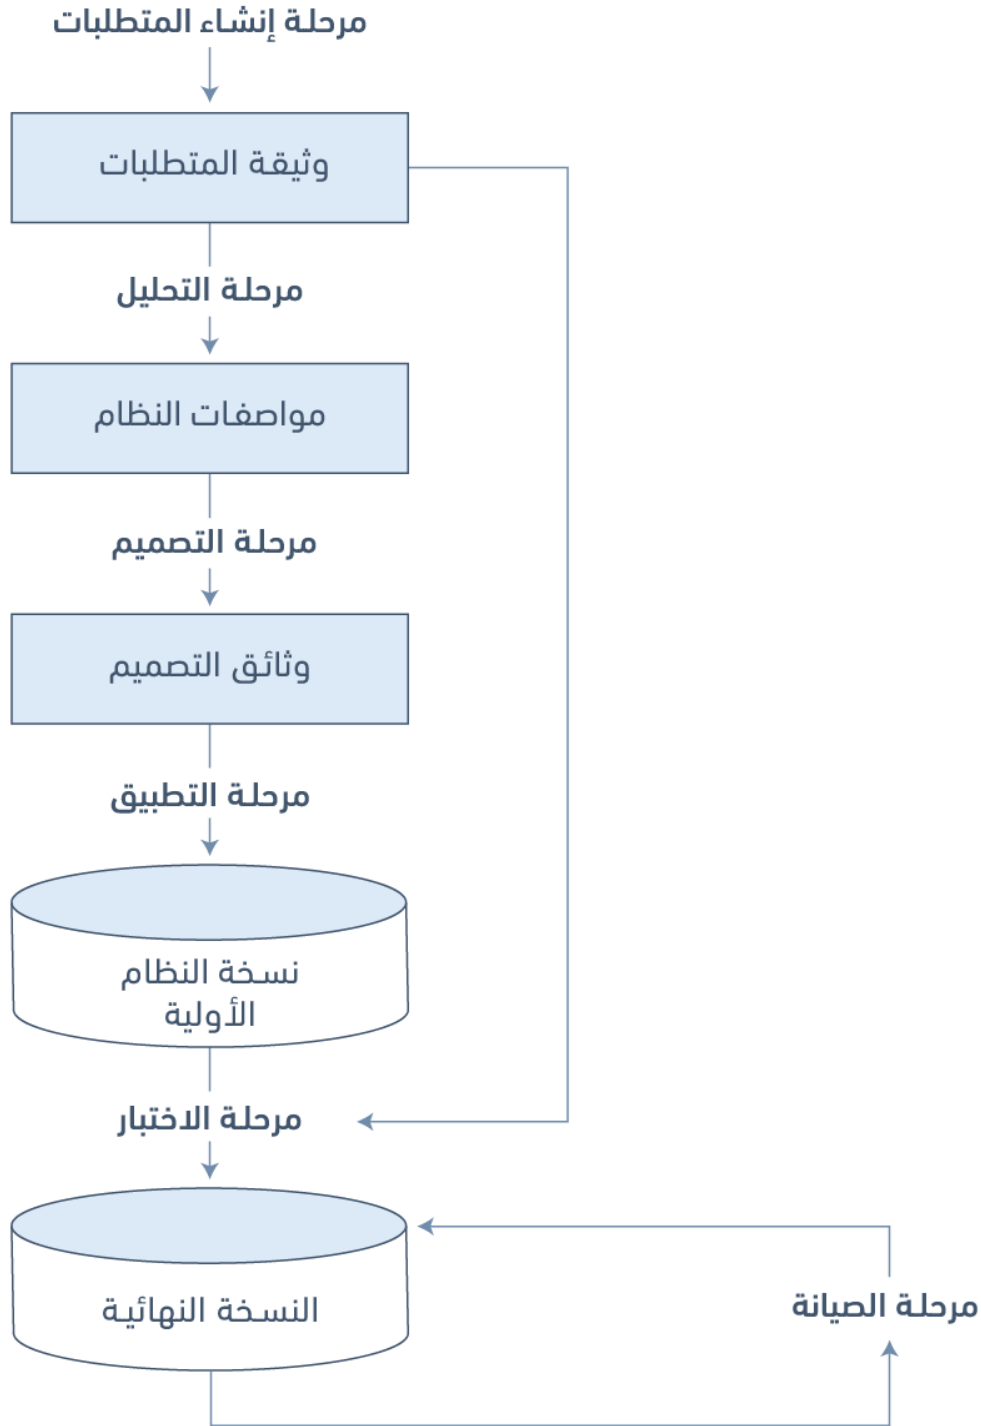 مرحلة إنشاء المتطلبات
وثيقة المتطلبات
مرحلة التحليل
مواصفات النظام
مرحلة التصميم
وثائق التصميم
مرحلة التطبيق
نسخة النظام
الأولية
مرحلة الاختبار
النسخة النهائية
مرحلة الصيانة